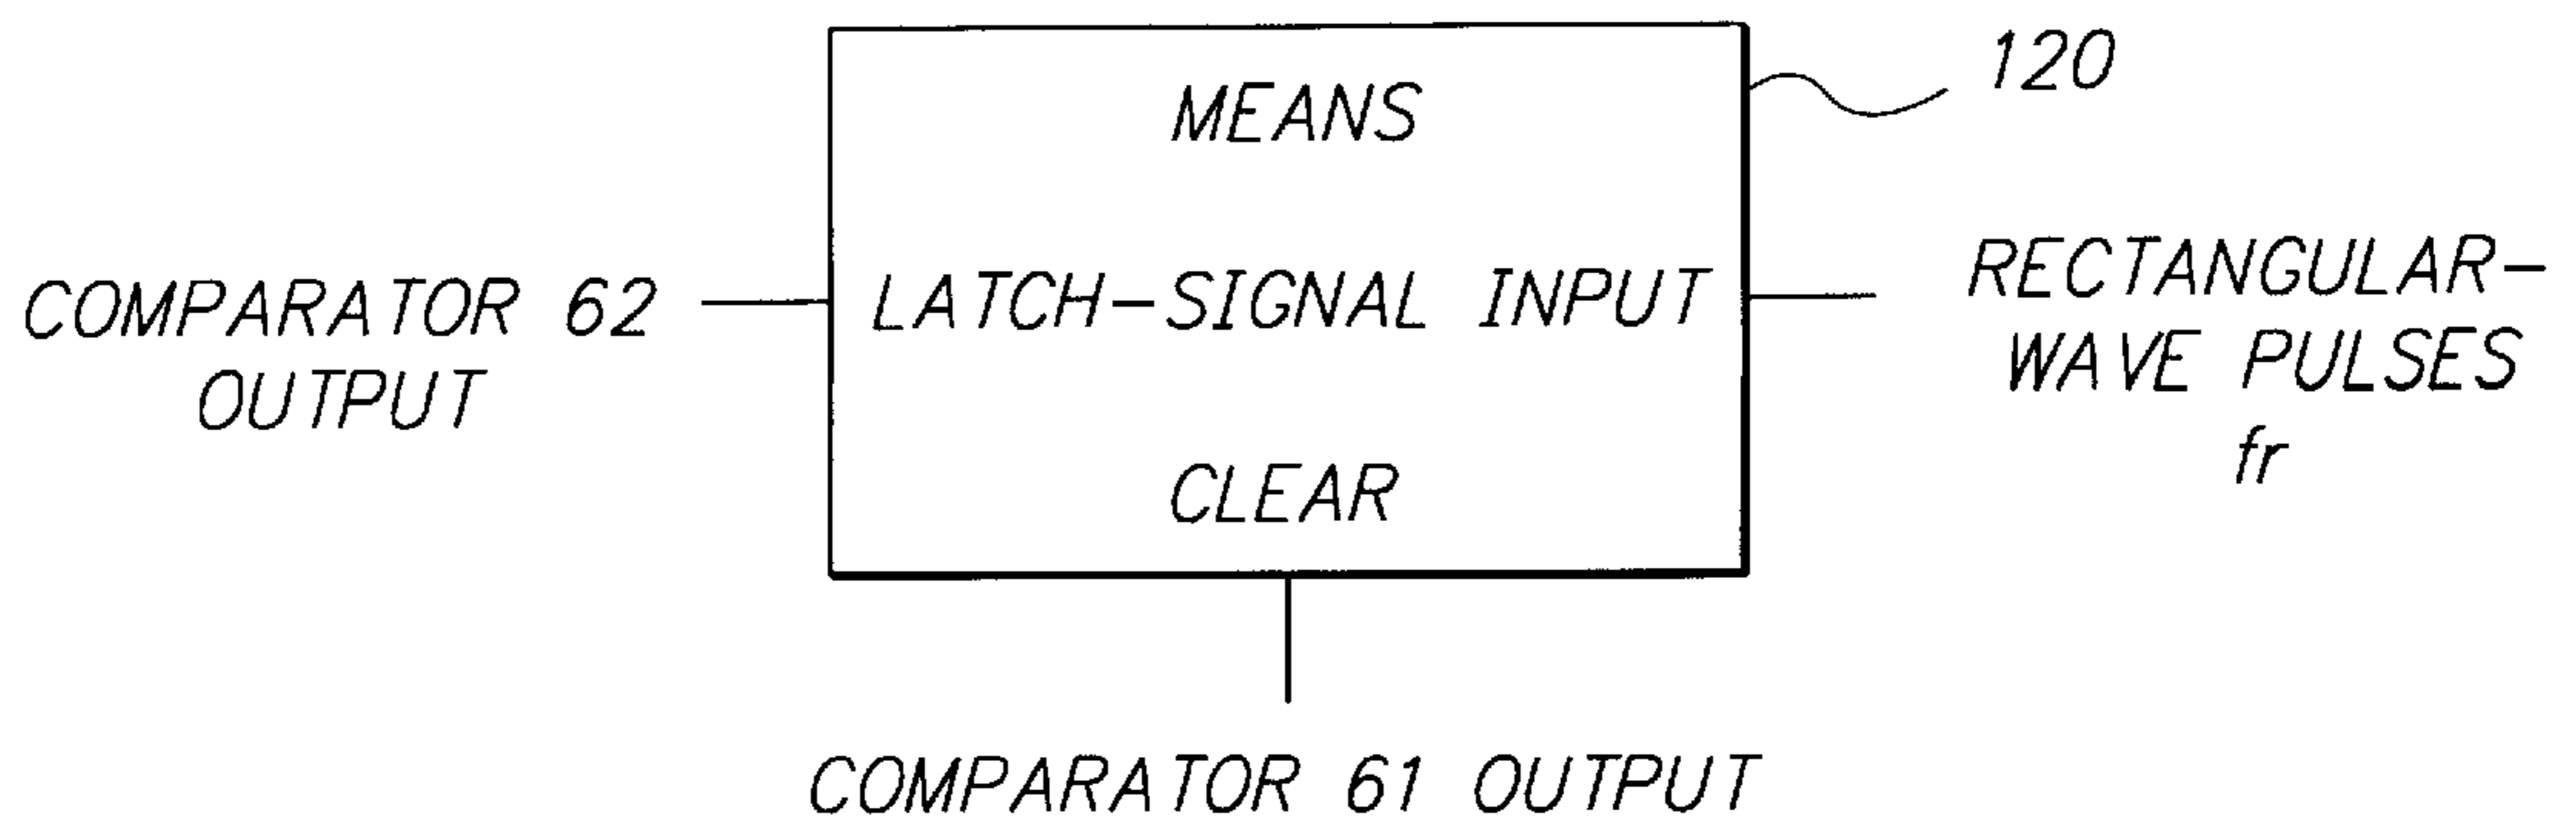 120
MEANS
COMPARATOR 62
OUTPUT
LATCH-SIGNAL INPUT
RECTANGULAR-
WAVE PULSES
fr
CLEAR
COMPARATOR 61 OUTPUT